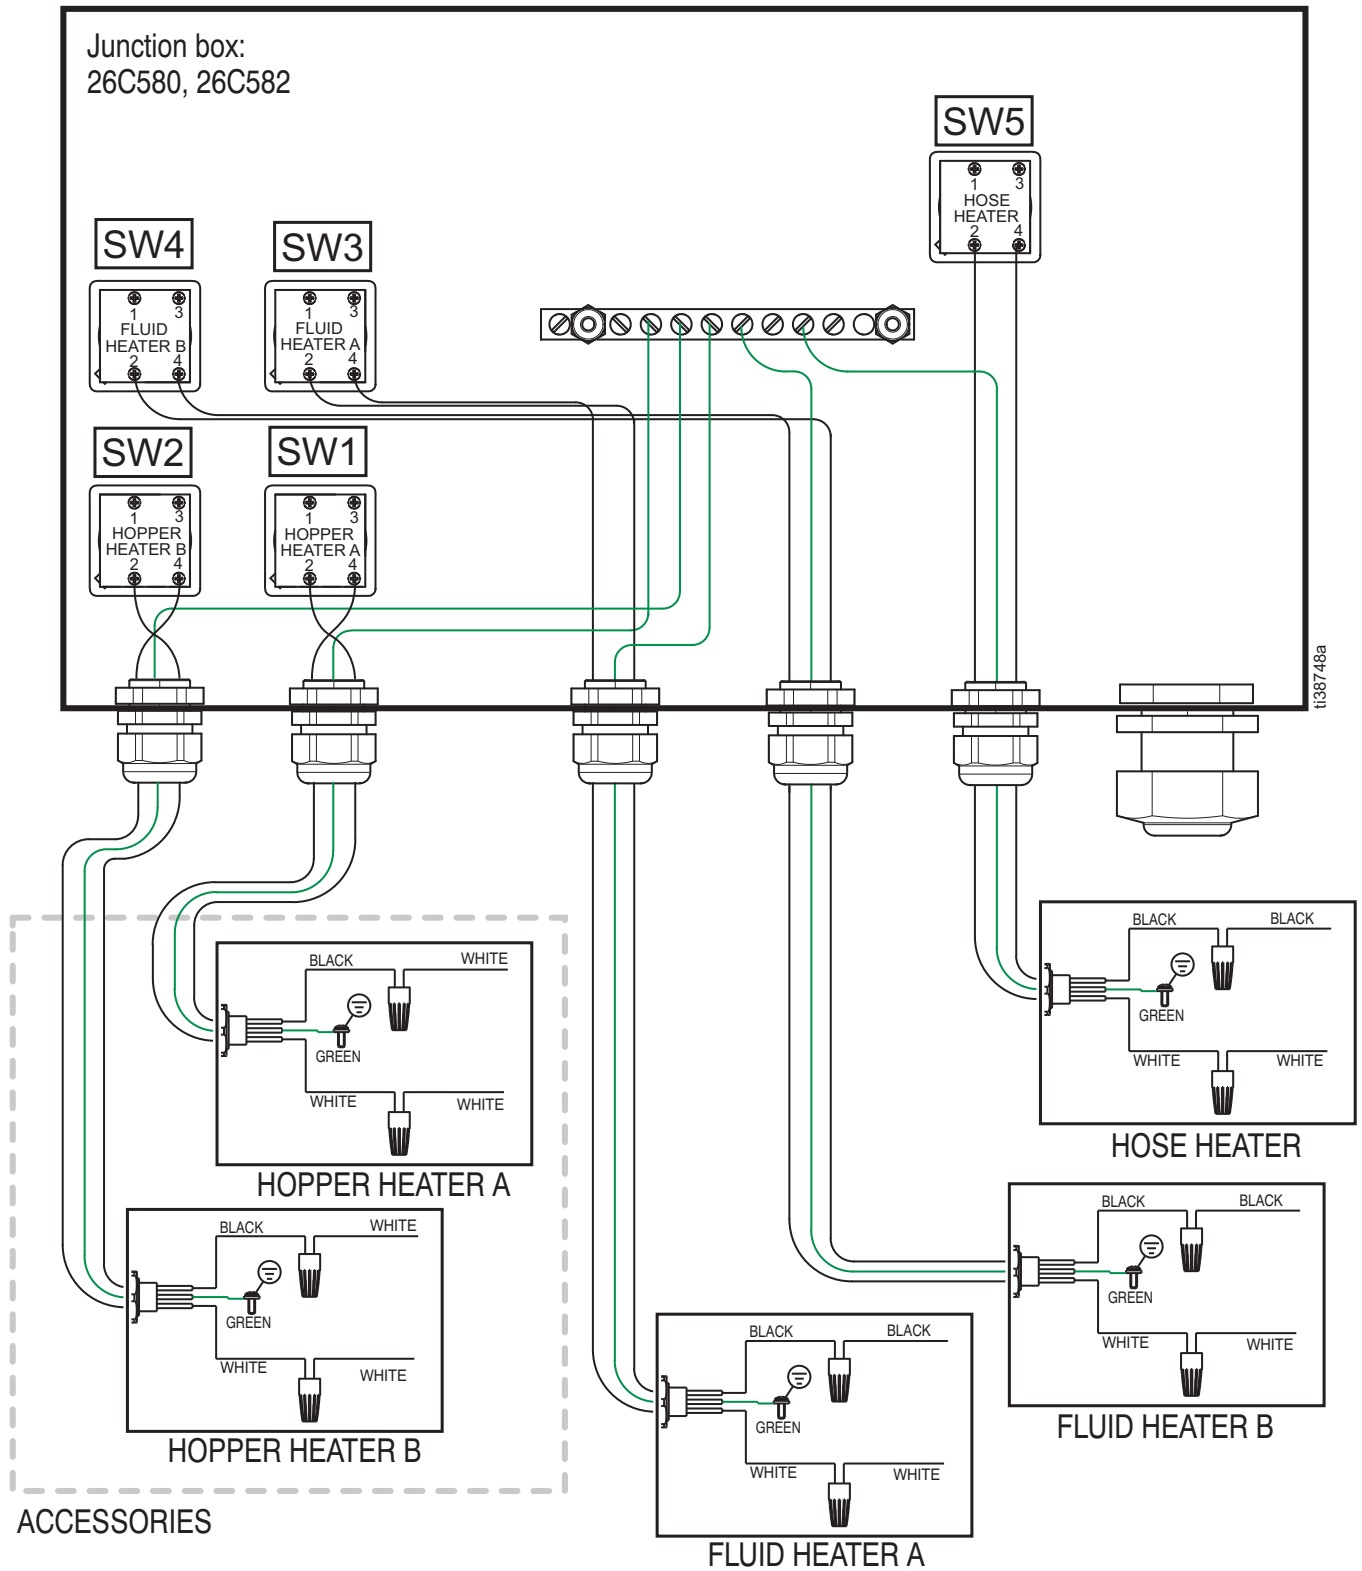 Junction box:
26C580, 26C582
SW5
1 3
HOSE
HEATER
2 4
SW4
1 3
FLUID
HEATER B
2 4
SW3
1 3
FLUID
HEATER A
2 4
SW2
1 3
HOPPER
HEATER B
2 4
SW1
1 3
HOPPER
HEATER A
2 4
ti38748a
BLACK WHITE
GREEN
WHITE WHITE
HOPPER HEATER A
BLACK WHITE
GREEN
WHITE WHITE
HOPPER HEATER B
ACCESSORIES
BLACK BLACK
GREEN
WHITE WHITE
FLUID HEATER A
BLACK BLACK
GREEN
WHITE WHITE
HOSE HEATER
BLACK BLACK
GREEN
WHITE WHITE
FLUID HEATER B